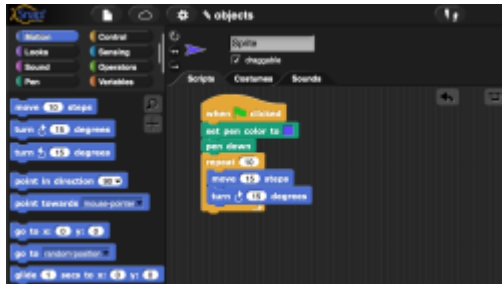 Snap! objects
Motion Control
Looks Sensing
Sound Operators
Pen Variables
Sprite
draggable
Scripts Costumes Sounds
move 10 steps
turn 15 degrees
turn 15 degrees
point in direction 90
point towards mouse-pointer
go to x: 0 y: 0
go to random position
glide 1 secs to x: 0 y: 0
when clicked
set pen color to
pen down
repeat 10
move 15 steps
turn 15 degrees